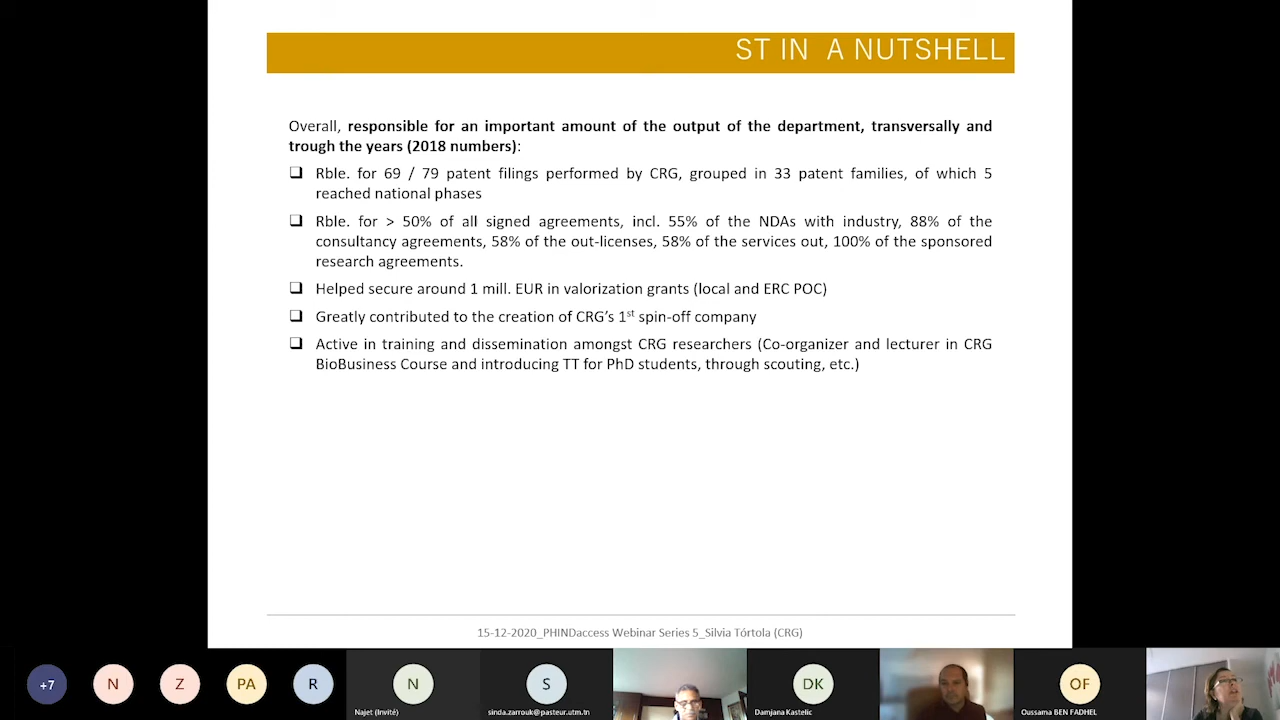 ST IN A NUTSHELL
Overall, responsible for an important amount of the output of the department, transversally and
trough the years (2018 numbers):
❑ Rble. for 69 / 79 patent filings performed by CRG, grouped in 33 patent families, of which 5
reached national phases
❑ Rble. for > 50% of all signed agreements, incl. 55% of the NDAs with industry, 88% of the
consultancy agreements, 58% of the out-licenses, 58% of the services out, 100% of the sponsored
research agreements.
❑ Helped secure around 1 mill. EUR in valorization grants (local and ERC POC)
❑ Greatly contributed to the creation of CRG’s 1st spin-off company
❑ Active in training and dissemination amongst CRG researchers (Co-organizer and lecturer in CRG
BioBusiness Course and introducing TT for PhD students, through scouting, etc.)
15-12-2020_PHINDaccess Webinar Series 5_Silvia Tórtola (CRG)
+7 N Z PA R N S DK OF
Najet (Invité) sinda.zarrouk@pasteur.utm.tn Damjana Kastelic Oussama BEN FADHEL